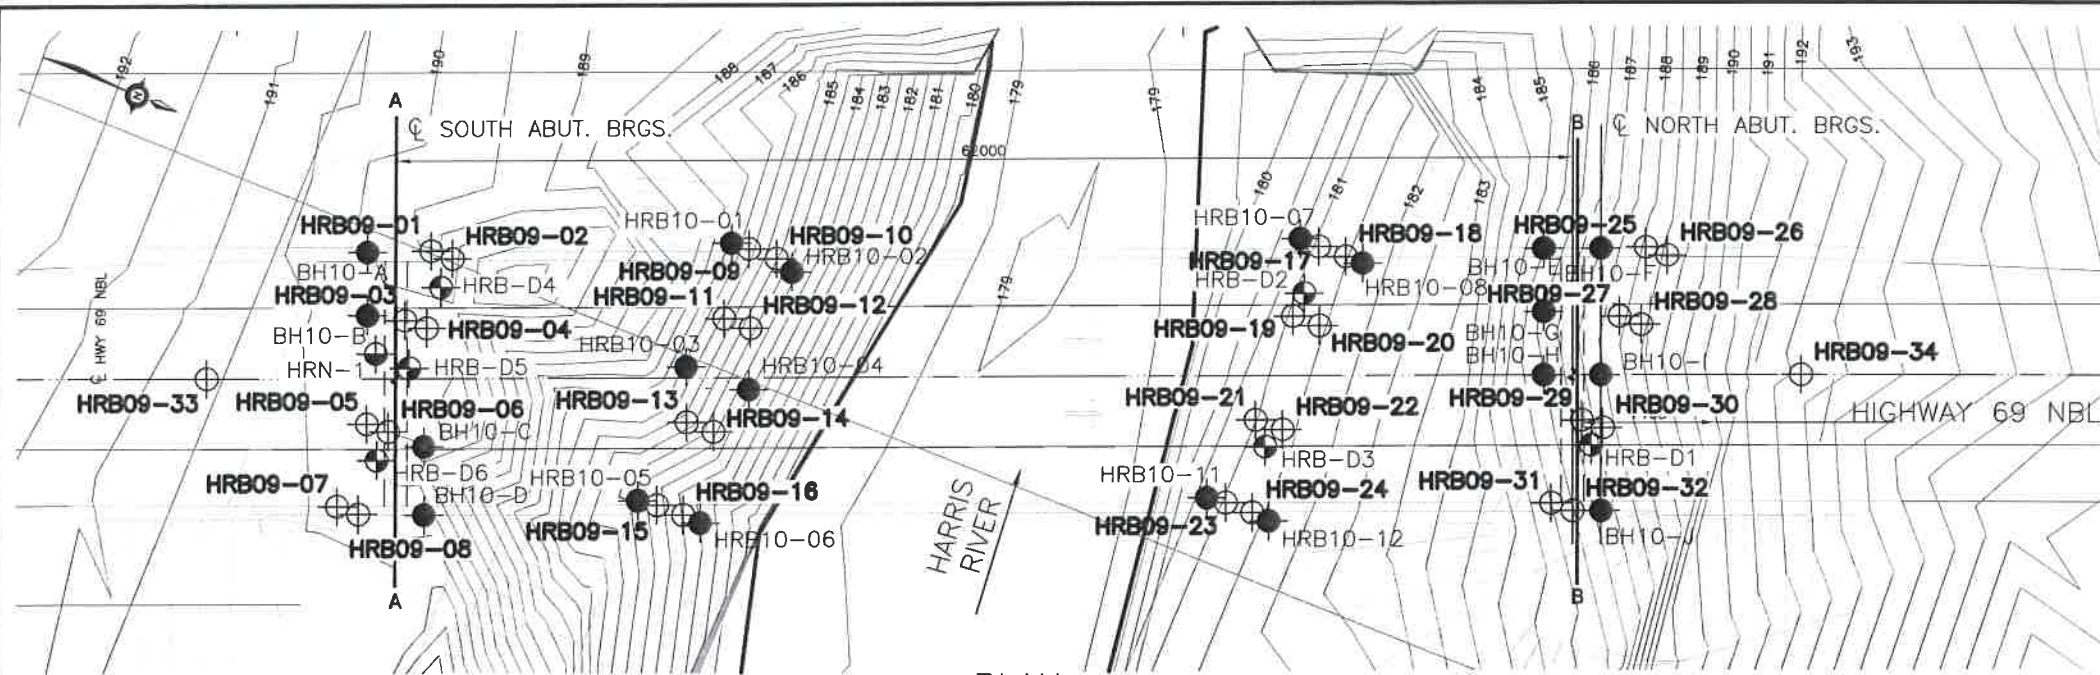 192
191
190
189
188
187
186
185
184
183
182
181
180
179
179
184
185
186
187
188
189
190
191
192
193
N
A
℄ SOUTH ABUT. BRGS.
62000
B
℄ NORTH ABUT. BRGS.
180
181
182
183
HRB09-01
HRB09-02
HRB10-01
HRB09-10
HRB10-07
HRB09-18
HRB09-25
HRB09-26
BH10-A
HRB-D4
HRB09-09
HRB10-02
HRB09-17
HRB10-08
BH10-F
HRB09-03
HRB09-11
HRB09-12
179
HRB-D2
HRB09-27
HRB09-28
℄ HWY 69 NBL
HRB09-04
HRB09-19
HRB09-20
BH10-G
BH10-B
HRN-1
HRB-D5
HRB10-03
HRB10-04
BH10-H
BH10-I
HRB09-34
HRB09-33
HRB09-05
HRB09-06
HRB09-13
HRB09-14
HRB09-21
HRB09-22
HRB09-29
HRB09-30
HIGHWAY 69 NBL
BH10-C
HRB-D6
HRB-D3
HRB-D1
HRB09-07
BH10-D
HRB10-05
HRB09-16
HRB10-11
HRB09-24
HRB09-31
HRB09-32
HRB09-08
HRB09-15
HRB10-06
HARRIS
RIVER
HRB09-23
HRB10-12
BH10-J
A
B